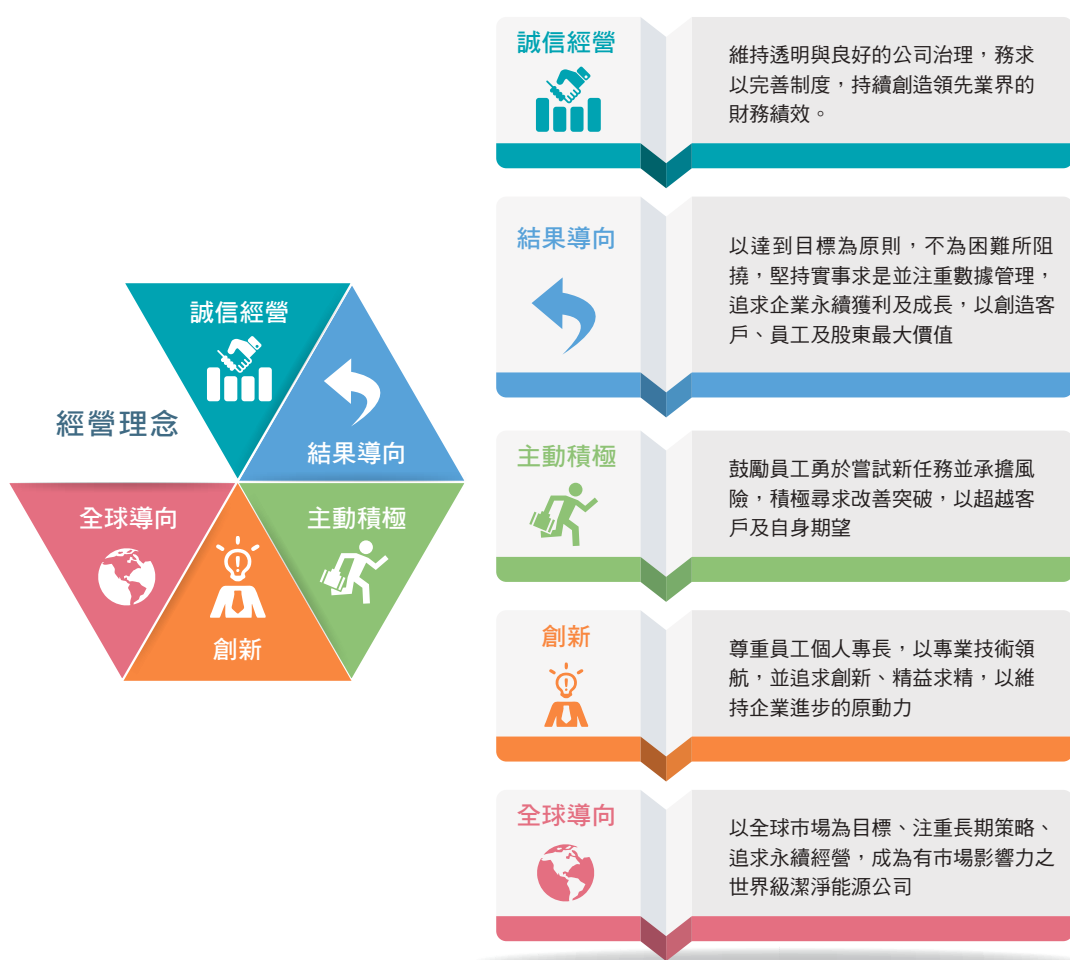 經營理念
誠信經營
結果導向
主動積極
創新
全球導向
誠信經營
維持透明與良好的公司治理，務求
以完善制度，持續創造領先業界的
財務績效。
結果導向
以達到目標為原則，不為困難所阻
撓，堅持實事求是並注重數據管理，
追求企業永續獲利及成長，以創造客
戶、員工及股東最大價值
主動積極
鼓勵員工勇於嘗試新任務並承擔風
險，積極尋求改善突破，以超越客
戶及自身期望
創新
尊重員工個人專長，以專業技術領
航，並追求創新、精益求精，以維
持企業進步的原動力
全球導向
以全球市場為目標、注重長期策略、
追求永續經營，成為有市場影響力之
世界級潔淨能源公司